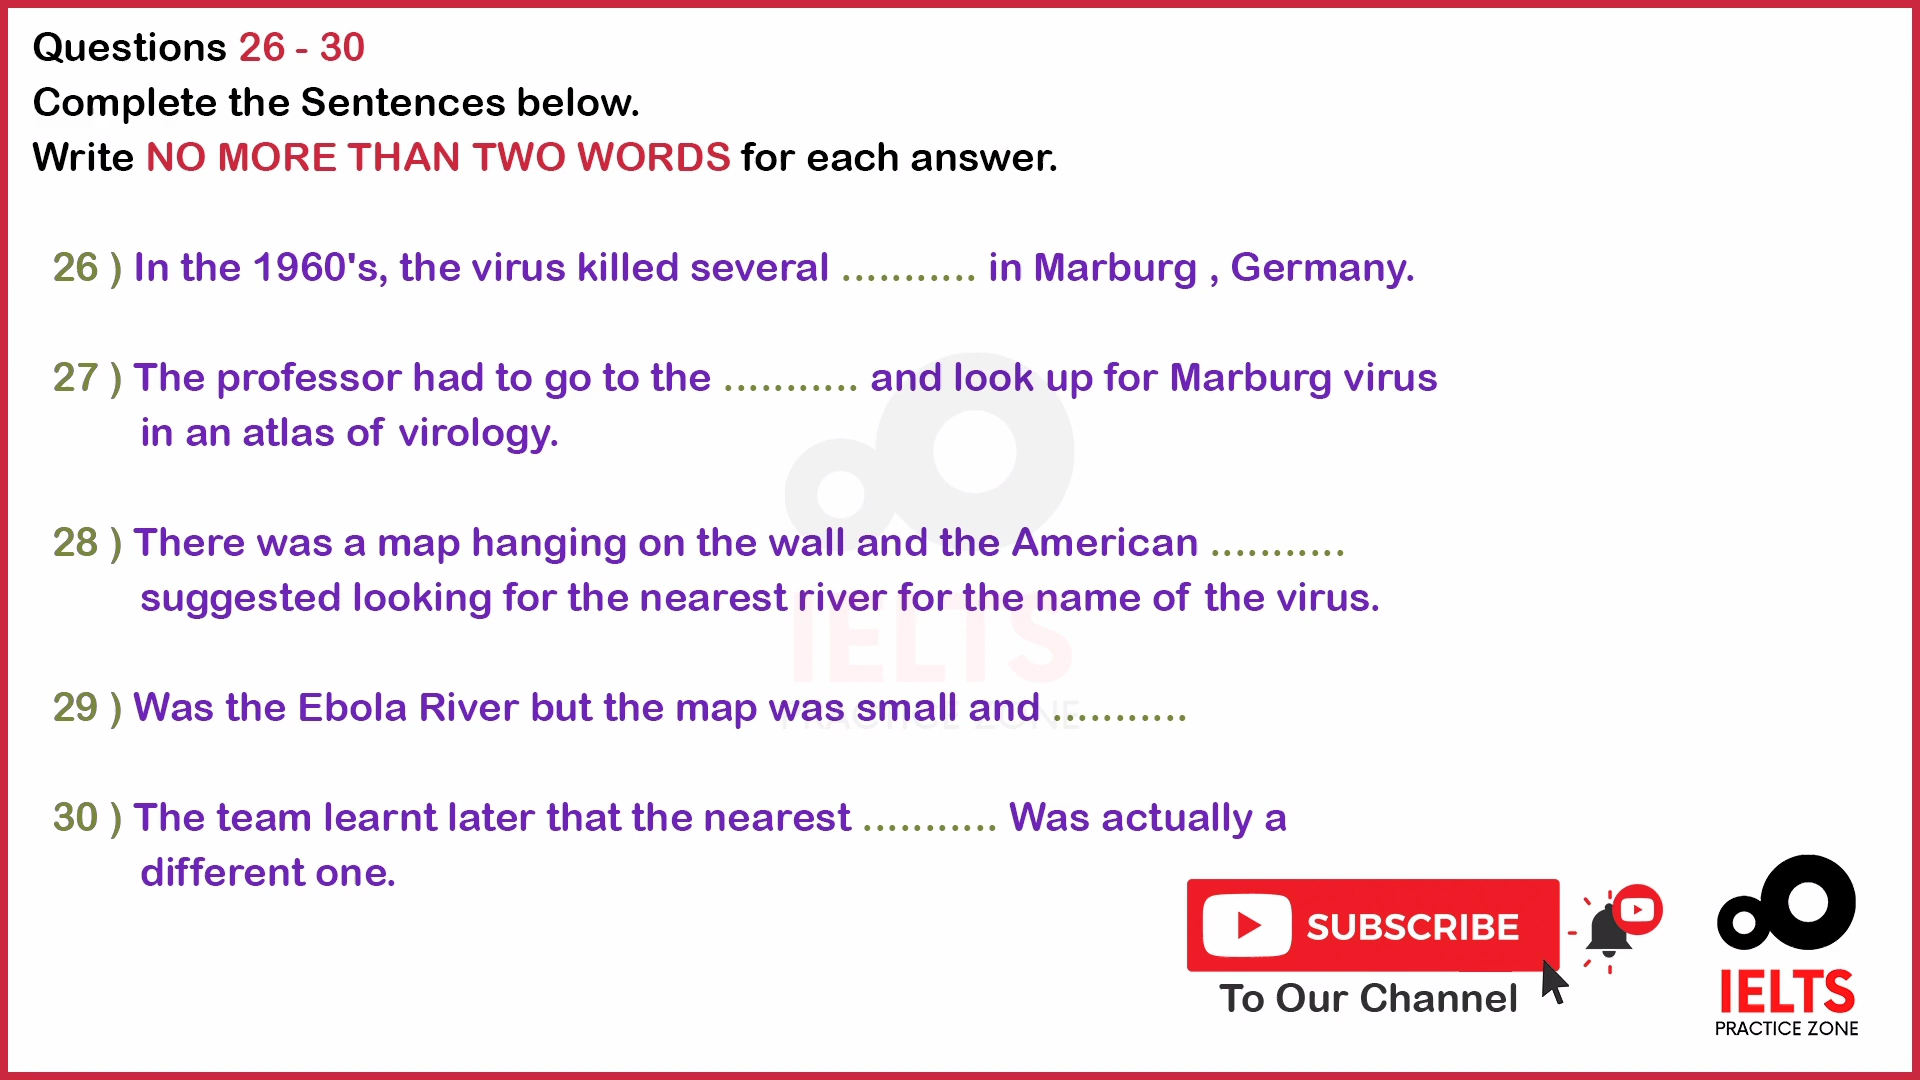 Questions 26 - 30
Complete the Sentences below.
Write NO MORE THAN TWO WORDS for each answer.
26 ) In the 1960's, the virus killed several ........... in Marburg , Germany.
27 ) The professor had to go to the ........... and look up for Marburg virus
in an atlas of virology.
28 ) There was a map hanging on the wall and the American ...........
suggested looking for the nearest river for the name of the virus.
IELTS
29 ) Was the Ebola River but the map was small and ...........
PRACTICE ZONE
30 ) The team learnt later that the nearest ........... Was actually a
different one.
SUBSCRIBE
To Our Channel
IELTS
PRACTICE ZONE